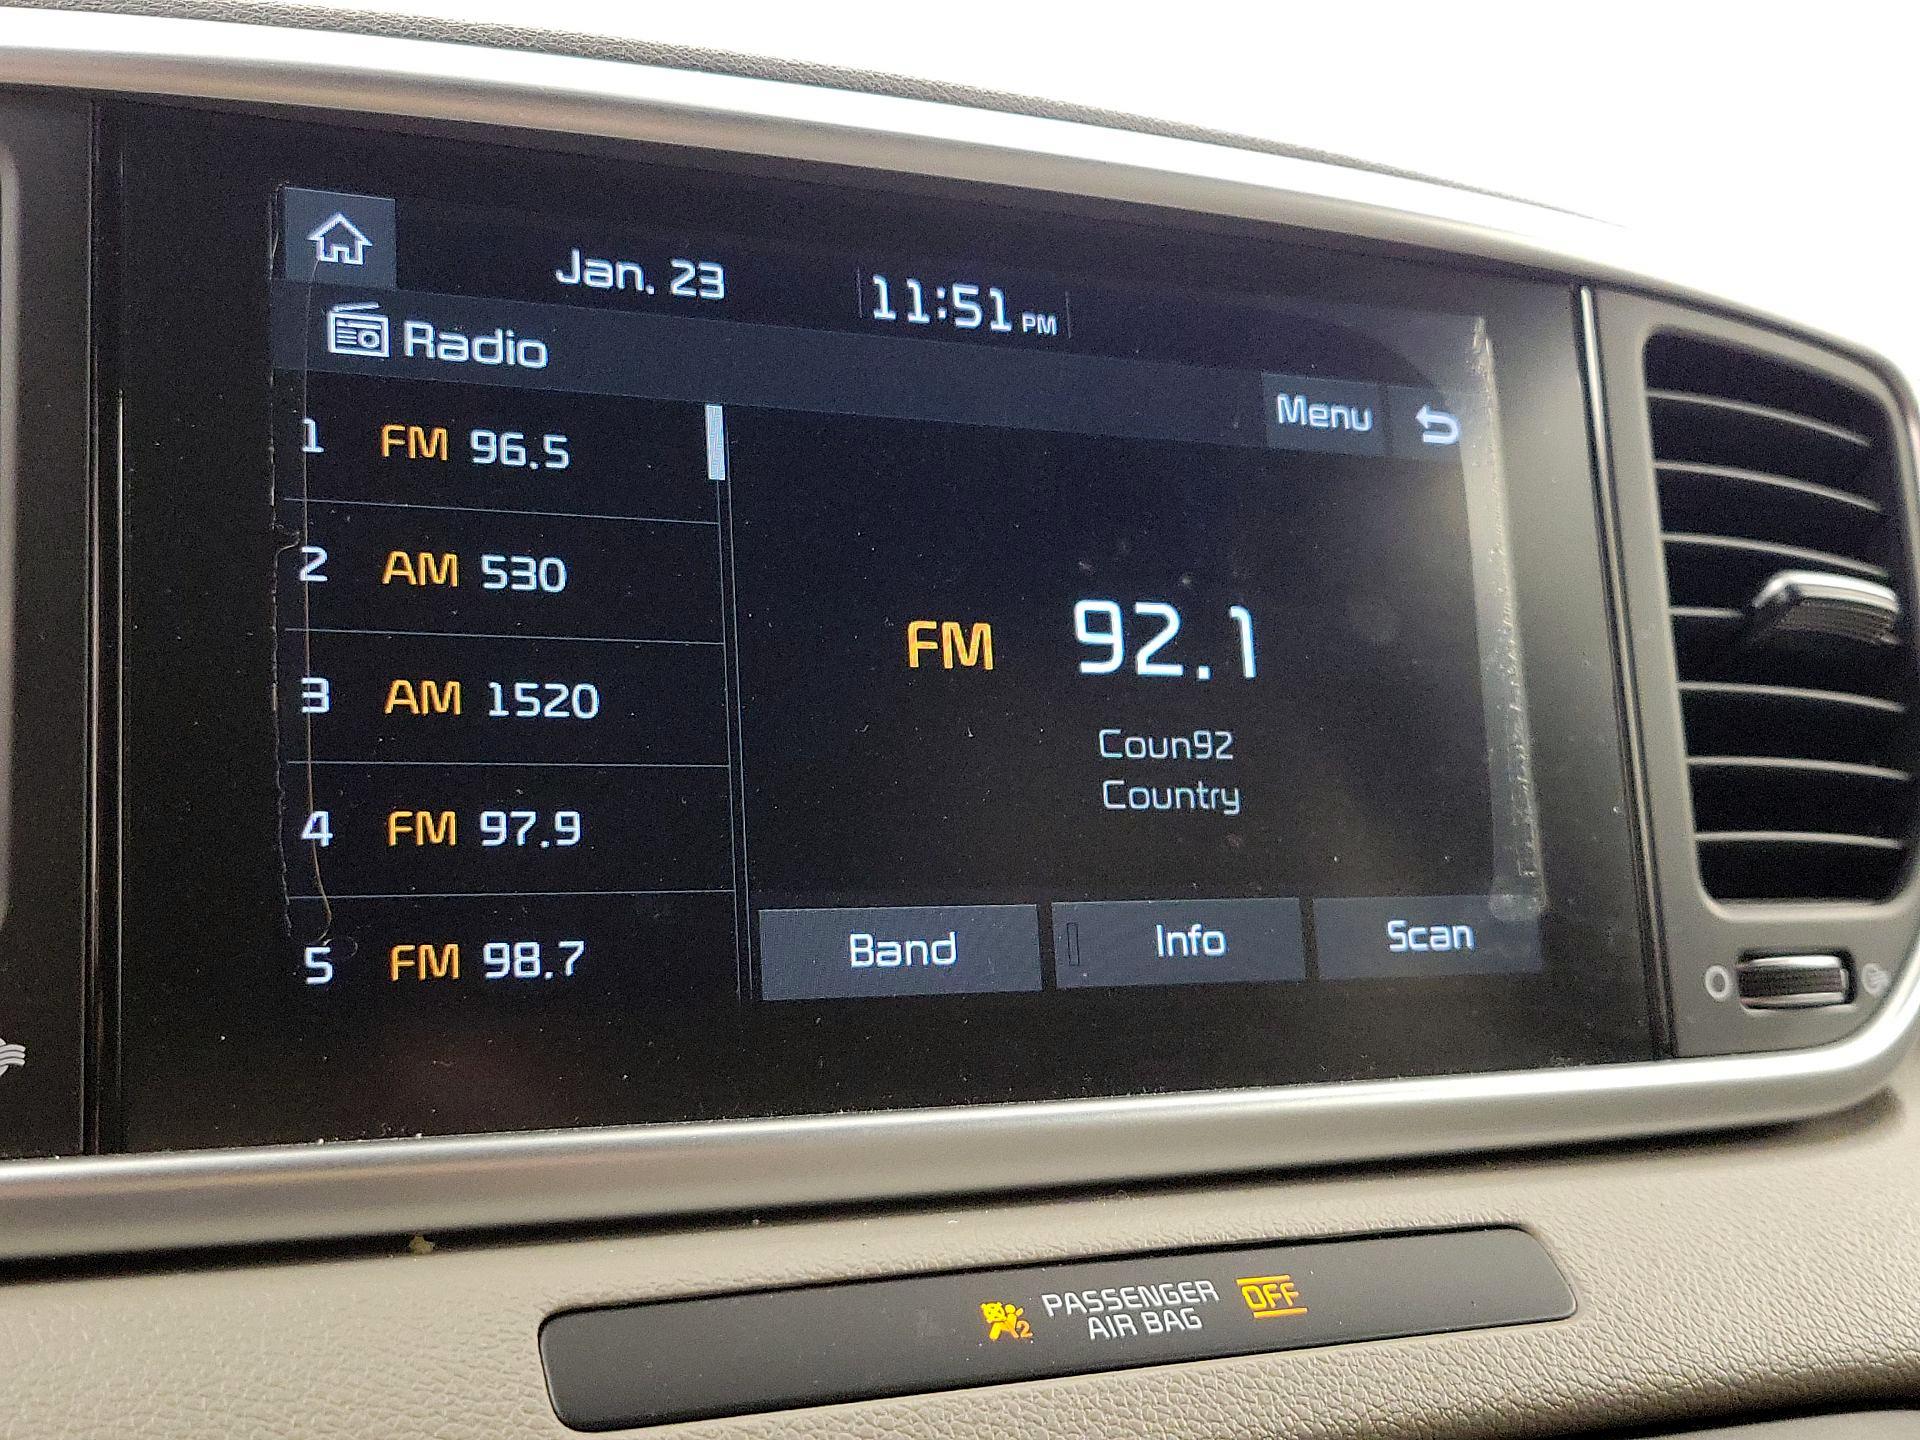 Jan. 23 11:51 PM
Radio
Menu
1 FM 96.5
2 AM 530
3 AM 1520
4 FM 97.9
5 FM 98.7
FM 92.1
Coun92
Country
Band Info Scan
2 PASSENGER
AIR BAG OFF